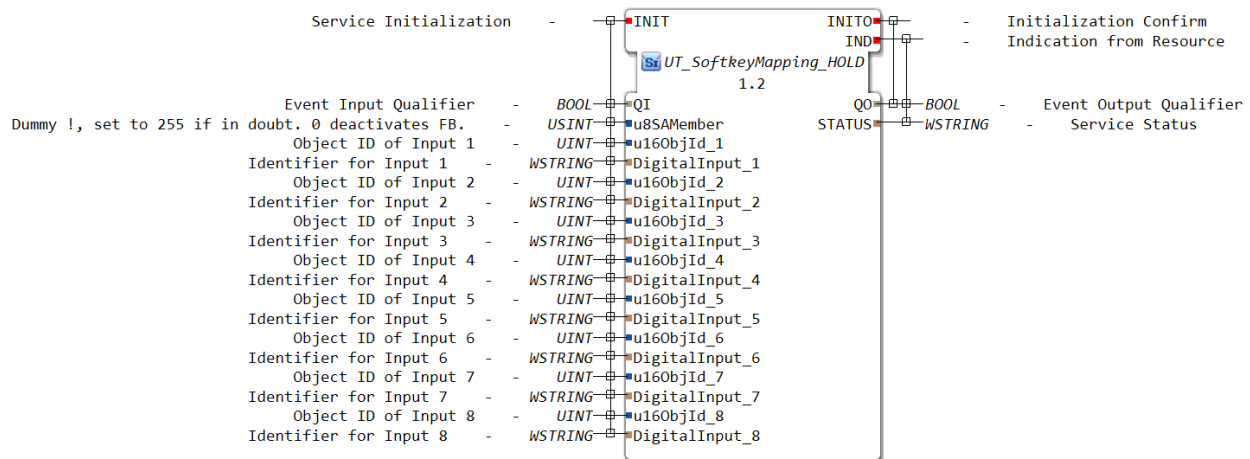 Service Initialization - INIT INITO - Initialization Confirm
IND - Indication from Resource
Si UT_SoftkeyMapping_HOLD
1.2
Event Input Qualifier - BOOL QI QO BOOL - Event Output Qualifier
Dummy !, set to 255 if in doubt. 0 deactivates FB. - USINT u8SAMember STATUS WSTRING - Service Status
Object ID of Input 1 - UINT u16ObjId_1
Identifier for Input 1 - WSTRING DigitalInput_1
Object ID of Input 2 - UINT u16ObjId_2
Identifier for Input 2 - WSTRING DigitalInput_2
Object ID of Input 3 - UINT u16ObjId_3
Identifier for Input 3 - WSTRING DigitalInput_3
Object ID of Input 4 - UINT u16ObjId_4
Identifier for Input 4 - WSTRING DigitalInput_4
Object ID of Input 5 - UINT u16ObjId_5
Identifier for Input 5 - WSTRING DigitalInput_5
Object ID of Input 6 - UINT u16ObjId_6
Identifier for Input 6 - WSTRING DigitalInput_6
Object ID of Input 7 - UINT u16ObjId_7
Identifier for Input 7 - WSTRING DigitalInput_7
Object ID of Input 8 - UINT u16ObjId_8
Identifier for Input 8 - WSTRING DigitalInput_8